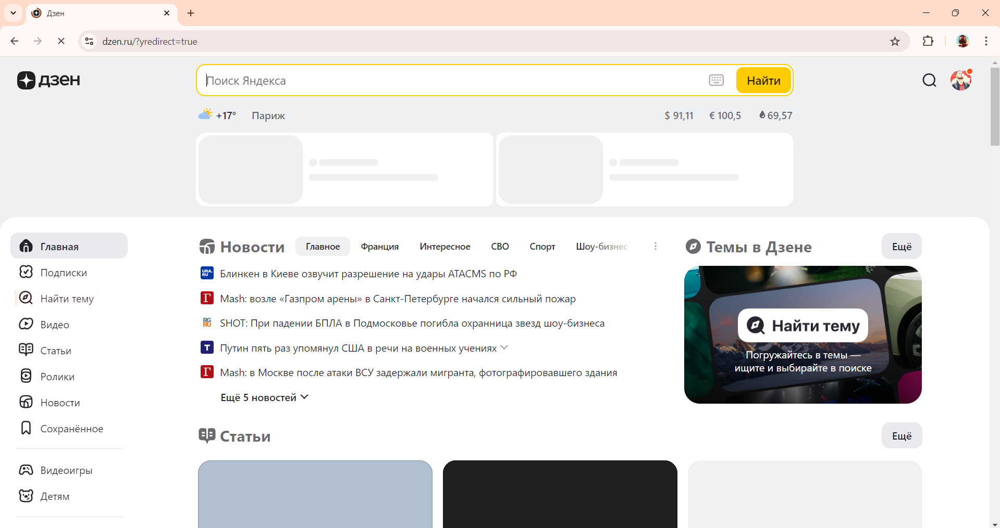 Дзен
dzen.ru/?yredirect=true
дзен
Поиск Яндекса
Найти
+17° Париж
$ 91,11 € 100,5 69,57
Главная
Подписки
Найти тему
Видео
Статьи
Ролики
Новости
Сохранённое
Видеоигры
Детям
Новости
Главное Франция Интересное СВО Спорт Шоу-бизнес
URA.RU Блинкен в Киеве озвучит разрешение на удары ATACMS по РФ
Г Mash: возле «Газпром арены» в Санкт-Петербурге начался сильный пожар
RG RU SHOT: При падении БПЛА в Подмосковье погибла охранница звезд шоу-бизнеса
Т Путин пять раз упомянул США в речи на военных учениях
Г Mash: в Москве после атаки ВСУ задержали мигранта, фотографировавшего здания
Ещё 5 новостей
Темы в Дзене
Ещё
Найти тему
Погружайтесь в темы —
ищите и выбирайте в поиске
Статьи
Ещё